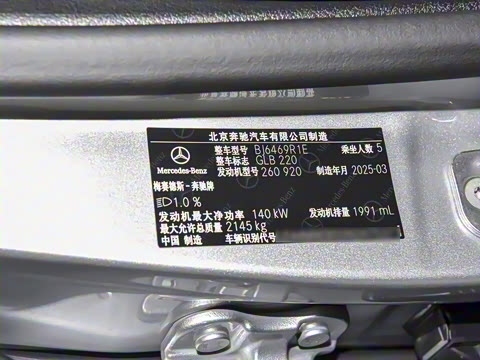 北京奔驰汽车有限公司制造
整车型号 BJ6469R1E 乘坐人数 5
整车标志 GLB 220
发动机型号 260 920 制造年月 2025-03
Mercedes-Benz
梅赛德斯-奔驰牌
1.0 %
发动机最大净功率 140 kW 发动机排量 1991 mL
最大允许总质量 2145 kg
中国 制造 车辆识别代号